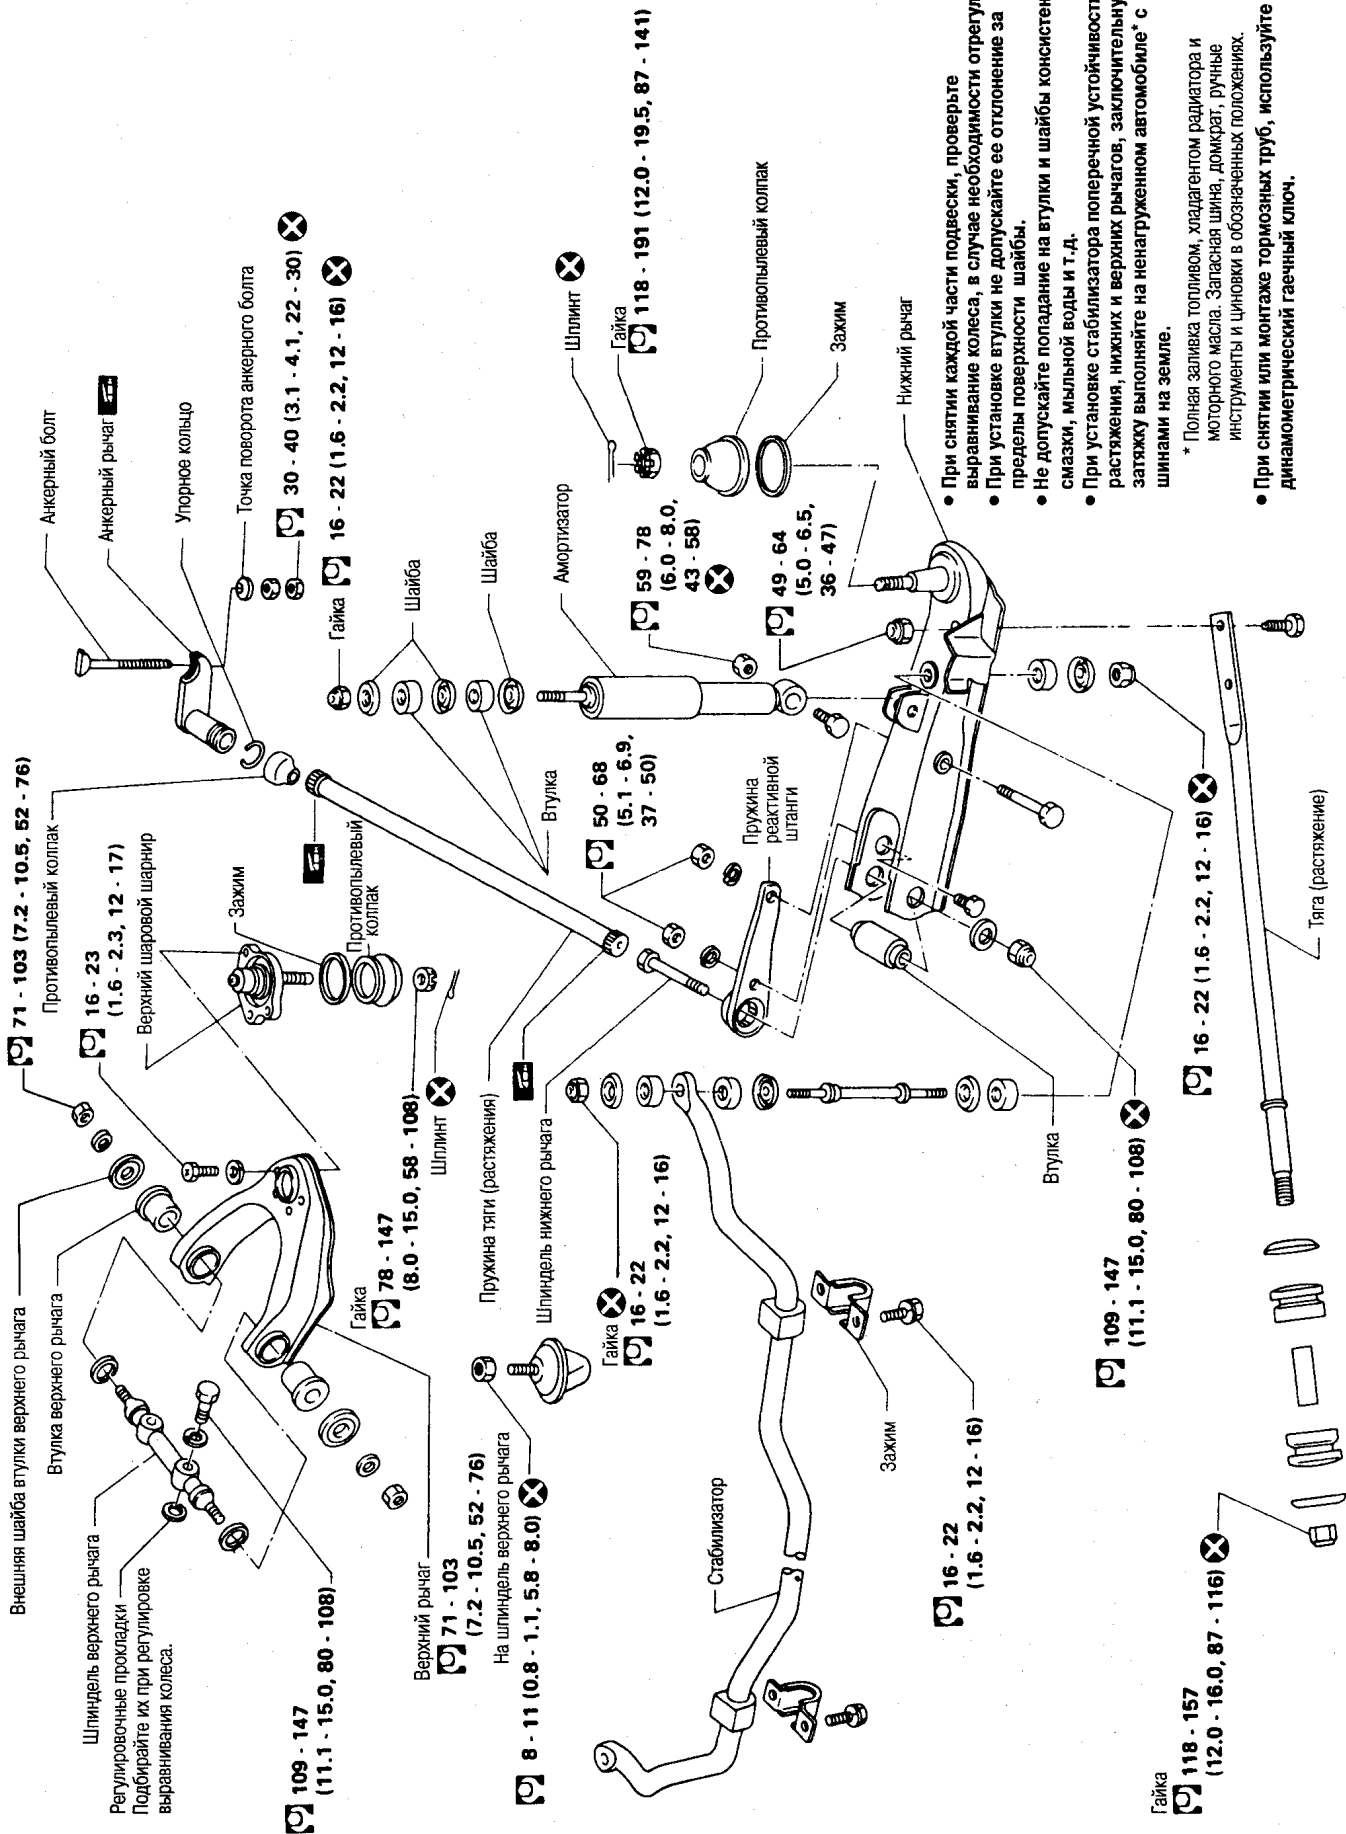 Внешняя шайба втулки верхнего рычага
Втулка верхнего рычага
Шпиндель верхнего рычага
Регулировочные прокладки
Подбирайте их при регулировке
выравнивания колеса.
109 - 147
(11.1 - 15.0, 80 - 108)
71 - 103 (7.2 - 10.5, 52 - 76)
Противопылевый колпак
16 - 23
(1.6 - 2.3, 12 - 17)
Верхний шаровой шарнир
Зажим
Противопылевый
колпак
Гайка
78 - 147
(8.0 - 15.0, 58 - 108)
Шплинт
Верхний рычаг
71 - 103
(7.2 - 10.5, 52 - 76)
На шпиндель верхнего рычага
8 - 11 (0.8 - 1.1, 5.8 - 8.0)
Анкерный болт
Анкерный рычаг
Упорное кольцо
Точка поворота анкерного болта
30 - 40 (3.1 - 4.1, 22 - 30)
Гайка
16 - 22 (1.6 - 2.2, 12 - 16)
Шайба
Шайба
Амортизатор
Втулка
Пружина тяги (растяжения)
Шпиндель нижнего рычага
Гайка
16 - 22
(1.6 - 2.2, 12 - 16)
50 - 68
(5.1 - 6.9,
37 - 50)
Пружина
реактивной
штанги
59 - 78
(6.0 - 8.0,
43 - 58)
49 - 64
(5.0 - 6.5,
36 - 47)
Шплинт
Гайка
118 - 191 (12.0 - 19.5, 87 - 141)
Противопылевый колпак
Зажим
Нижний рычаг
Стабилизатор
Зажим
16 - 22
(1.6 - 2.2, 12 - 16)
Втулка
109 - 147
(11.1 - 15.0, 80 - 108)
16 - 22 (1.6 - 2.2, 12 - 16)
Тяга (растяжение)
Гайка
118 - 157
(12.0 - 16.0, 87 - 116)
● При снятии каждой части подвески, проверьте
выравнивание колеса, в случае необходимости отрегул
● При установке втулки не допускайте ее отклонение за
пределы поверхности шайбы.
● Не допускайте попадание на втулки и шайбы консистен
смазки, мыльной воды и т.д.
● При установке стабилизатора поперечной устойчивост
растяжения, нижних и верхних рычагов, заключительну
затяжку выполняйте на ненагруженном автомобиле* с
шинами на земле.
* Полная заливка топливом, хладагентом радиатора и
моторного масла. Запасная шина, домкрат, ручные
инструменты и циновки в обозначенных положениях.
● При снятии или монтаже тормозных труб, используйте
динамометрический гаечный ключ.